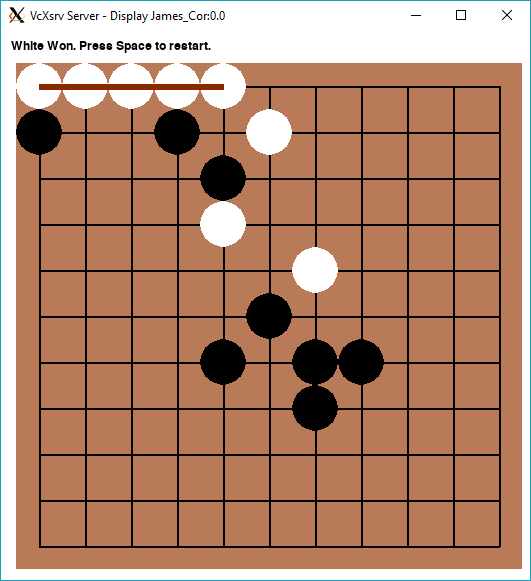 VcXsrv Server - Display James_Cor:0.0
White Won. Press Space to restart.